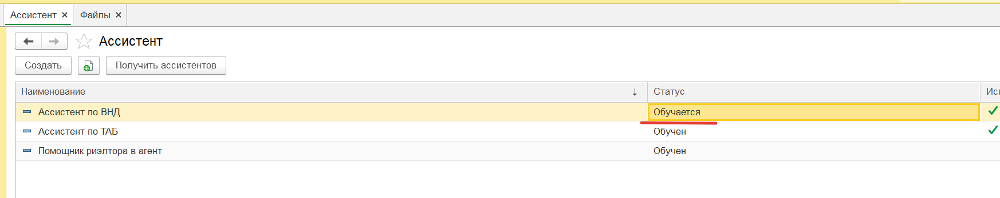 Ассистент × Файлы ×
Ассистент
Создать Получить ассистентов
Наименование ↓ Статус
Ассистент по ВНД Обучается
Ассистент по ТАБ Обучен
Помощник риэлтора в агент Обучен